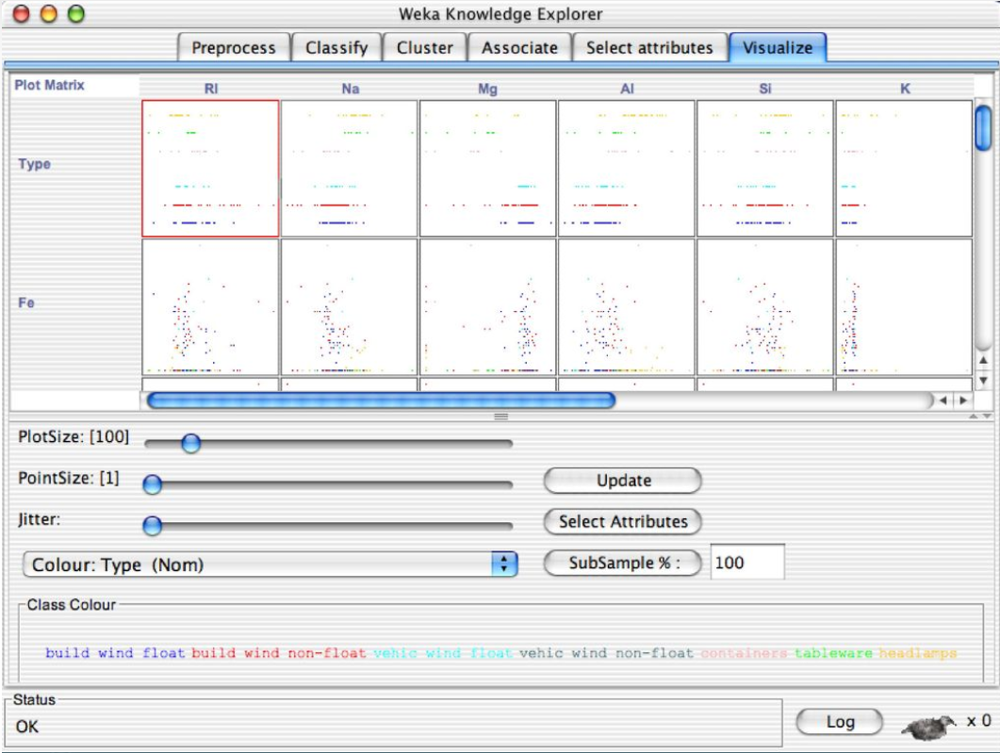 Weka Knowledge Explorer
Preprocess Classify Cluster Associate Select attributes Visualize
Plot Matrix RI Na Mg Al Si K
Type
Fe
PlotSize: [100]
PointSize: [1] Update
Jitter: Select Attributes
Colour: Type (Nom) SubSample % : 100
Class Colour
build wind float build wind non-float vehic wind float vehic wind non-float containers tableware headlamps
Status
OK Log x 0